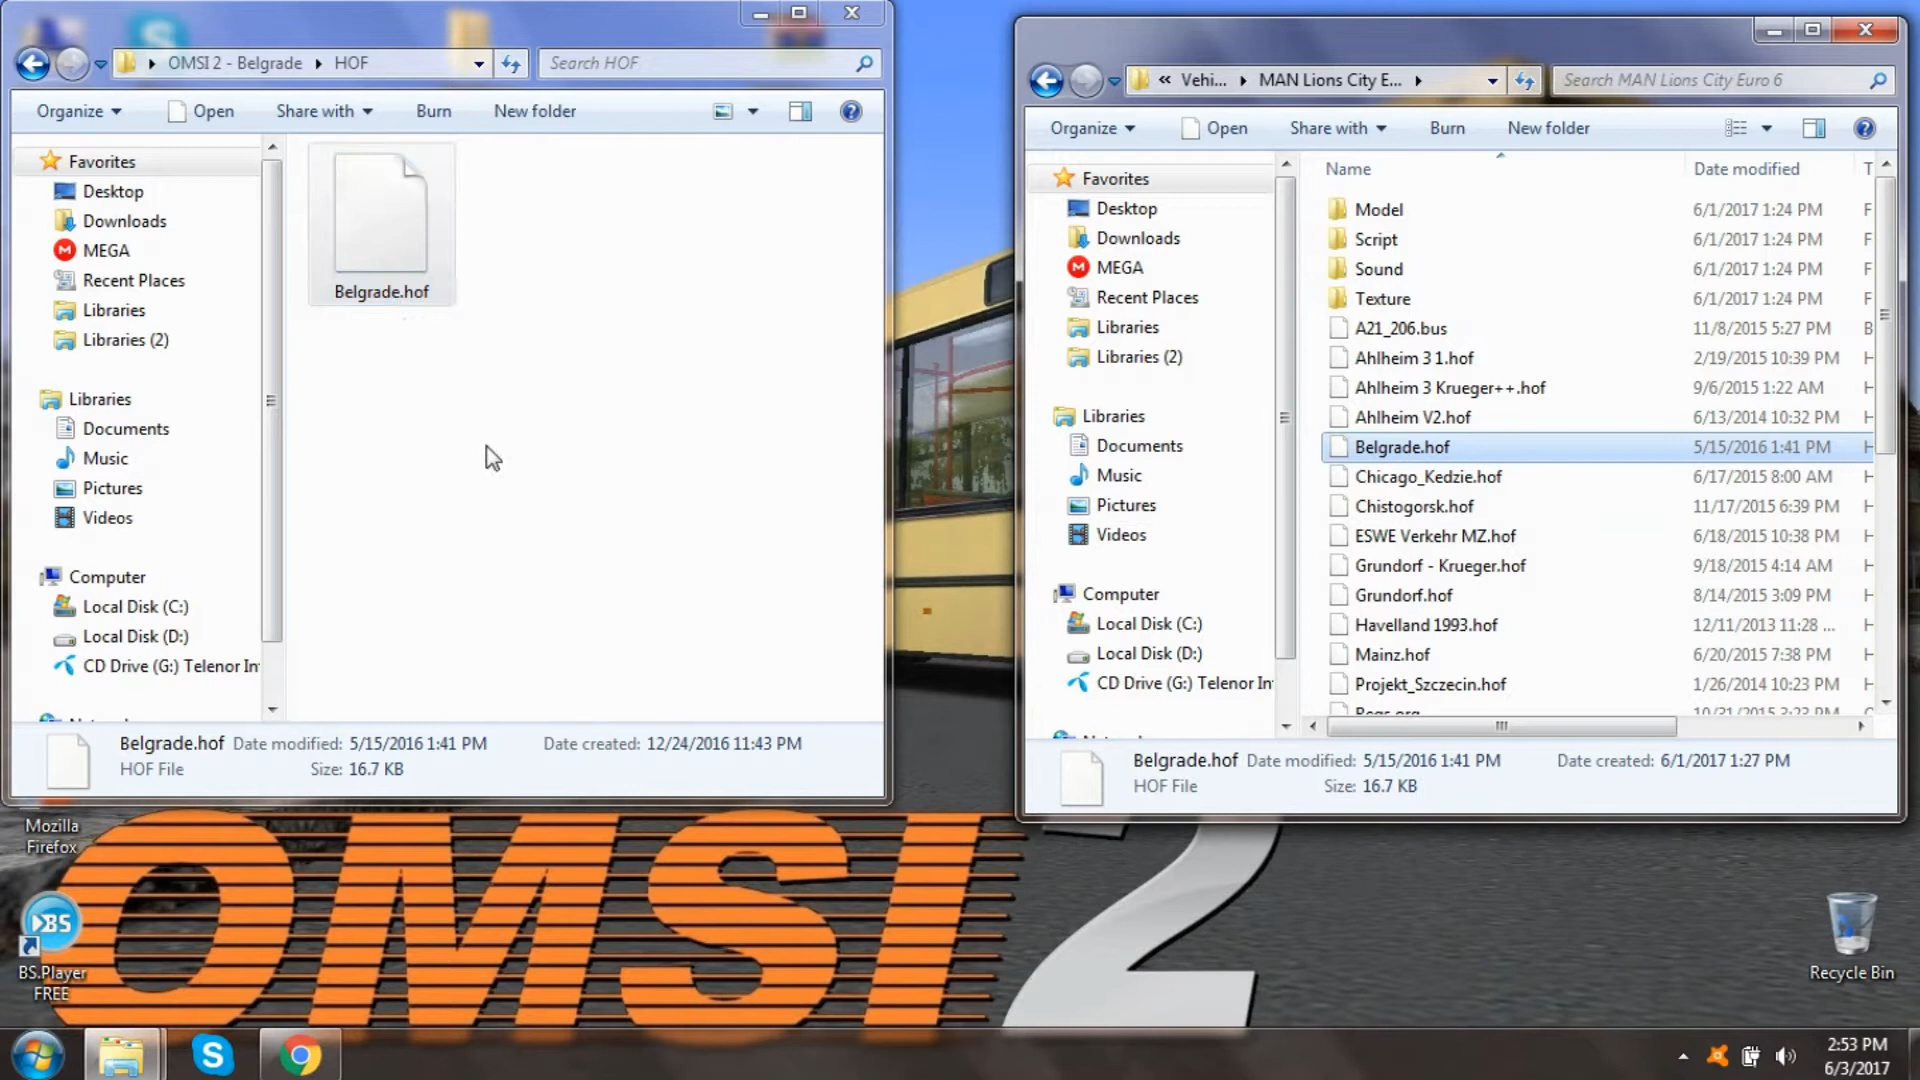 OMSI 2 - Belgrade HOF
Search HOF
Organize Open Share with Burn New folder
Favorites
Desktop
Downloads
MEGA
Recent Places
Libraries
Libraries (2)
Libraries
Documents
Music
Pictures
Videos
Computer
Local Disk (C:)
Local Disk (D:)
CD Drive (G:) Telenor In
Belgrade.hof
Belgrade.hof Date modified: 5/15/2016 1:41 PM Date created: 12/24/2016 11:43 PM
HOF File Size: 16.7 KB
« Vehi... MAN Lions City E...
Search MAN Lions City Euro 6
Organize Open Share with Burn New folder
Favorites
Desktop
Downloads
MEGA
Recent Places
Libraries
Libraries (2)
Libraries
Documents
Music
Pictures
Videos
Computer
Local Disk (C:)
Local Disk (D:)
CD Drive (G:) Telenor In
Name Date modified T
Model 6/1/2017 1:24 PM F
Script 6/1/2017 1:24 PM F
Sound 6/1/2017 1:24 PM F
Texture 6/1/2017 1:24 PM F
A21_206.bus 11/8/2015 5:27 PM B
Ahlheim 3 1.hof 2/19/2015 10:39 PM H
Ahlheim 3 Krueger++.hof 9/6/2015 1:22 AM H
Ahlheim V2.hof 6/13/2014 10:32 PM H
Belgrade.hof 5/15/2016 1:41 PM H
Chicago_Kedzie.hof 6/17/2015 8:00 AM H
Chistogorsk.hof 11/17/2015 6:39 PM H
ESWE Verkehr MZ.hof 6/18/2015 10:38 PM H
Grundorf - Krueger.hof 9/18/2015 4:14 AM H
Grundorf.hof 8/14/2015 3:09 PM H
Havelland 1993.hof 12/11/2013 11:28 ... H
Mainz.hof 6/20/2015 7:38 PM H
Projekt_Szczecin.hof 1/26/2014 10:23 PM H
Belgrade.hof Date modified: 5/15/2016 1:41 PM Date created: 6/1/2017 1:27 PM
HOF File Size: 16.7 KB
Mozilla
Firefox
BS
BS.Player
FREE
OMSI 2
Recycle Bin
2:53 PM
6/3/2017